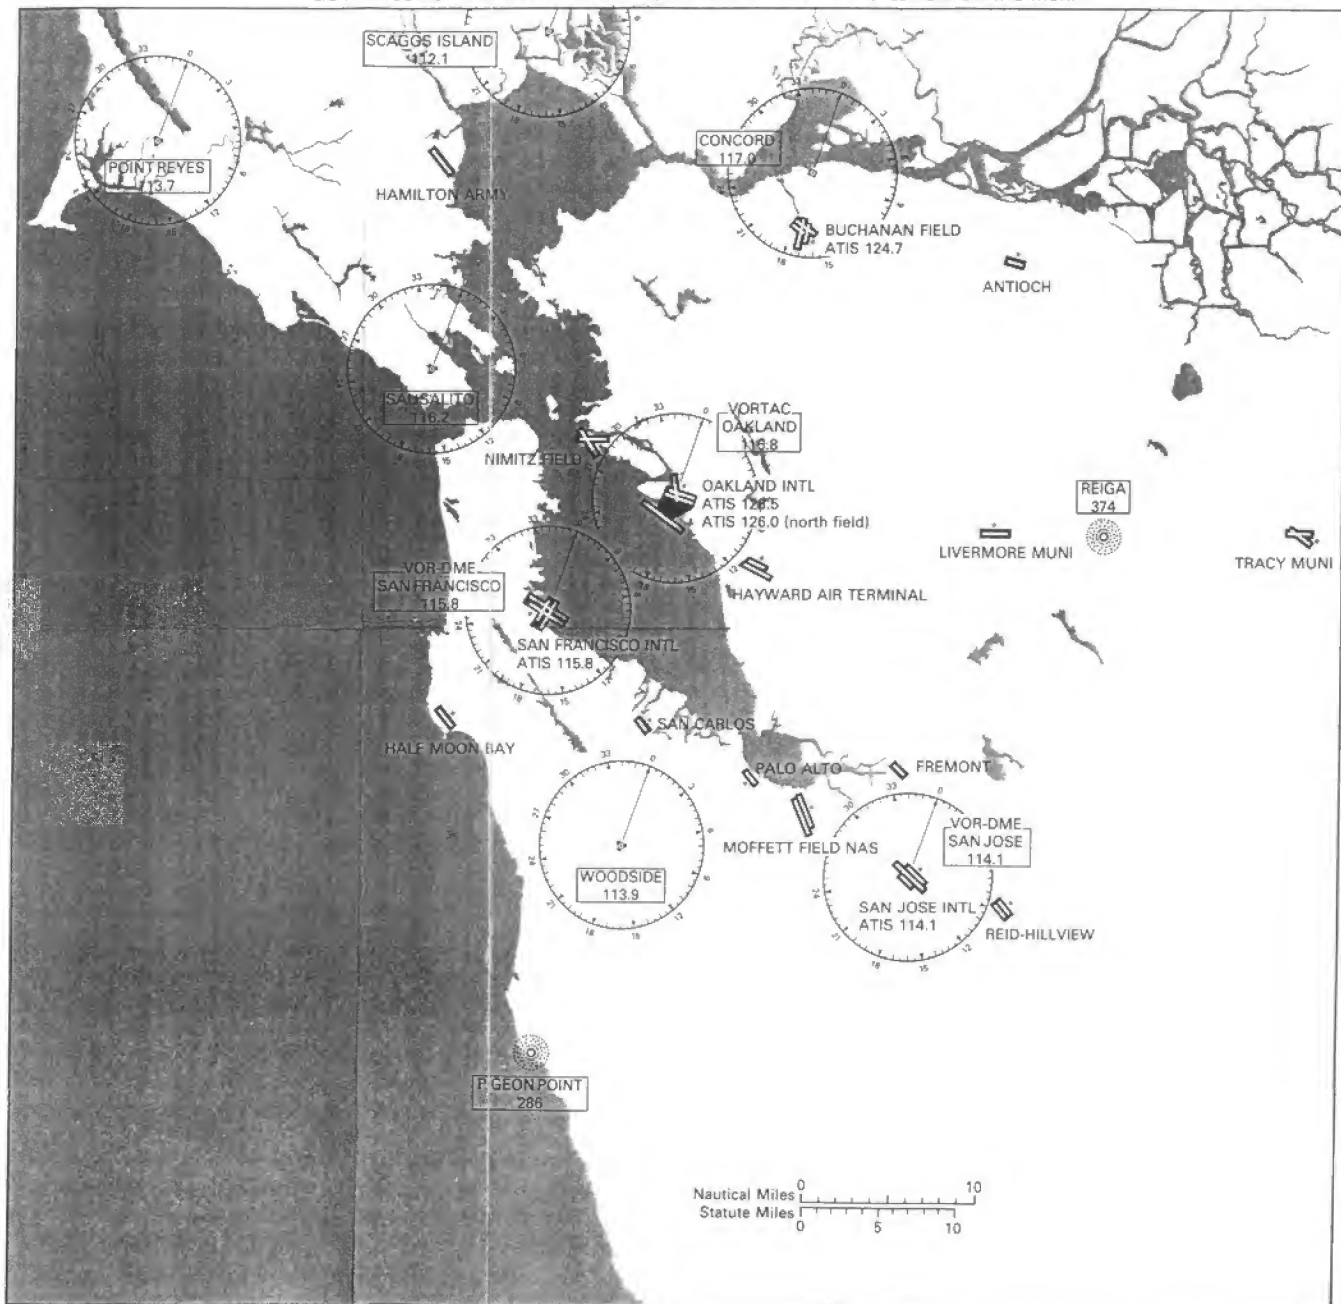 SCAGGS ISLAND
112.1
POINT REYES
113.7
HAMILTON ARMY
CONCORD
117.0
BUCHANAN FIELD
ATIS 124.7
ANTIOCH
SAUSALITO
116.2
NIMITZ FIELD
VORTAC
OAKLAND
116.8
OAKLAND INTL
ATIS 128.5
ATIS 126.0 (north field)
REIGA
374
LIVERMORE MUNI
TRACY MUNI
HAYWARD AIR TERMINAL
VOR-DME
SAN FRANCISCO
115.8
SAN FRANCISCO INTL
ATIS 115.8
HALF MOON BAY
SAN CARLOS
PALO ALTO
FREMONT
MOFFETT FIELD NAS
WOODSIDE
113.9
VOR-DME
SAN JOSE
114.1
SAN JOSE INTL
ATIS 114.1
REID-HILLVIEW
PIGEON POINT
286
Nautical Miles
0 10
Statute Miles
0 5 10